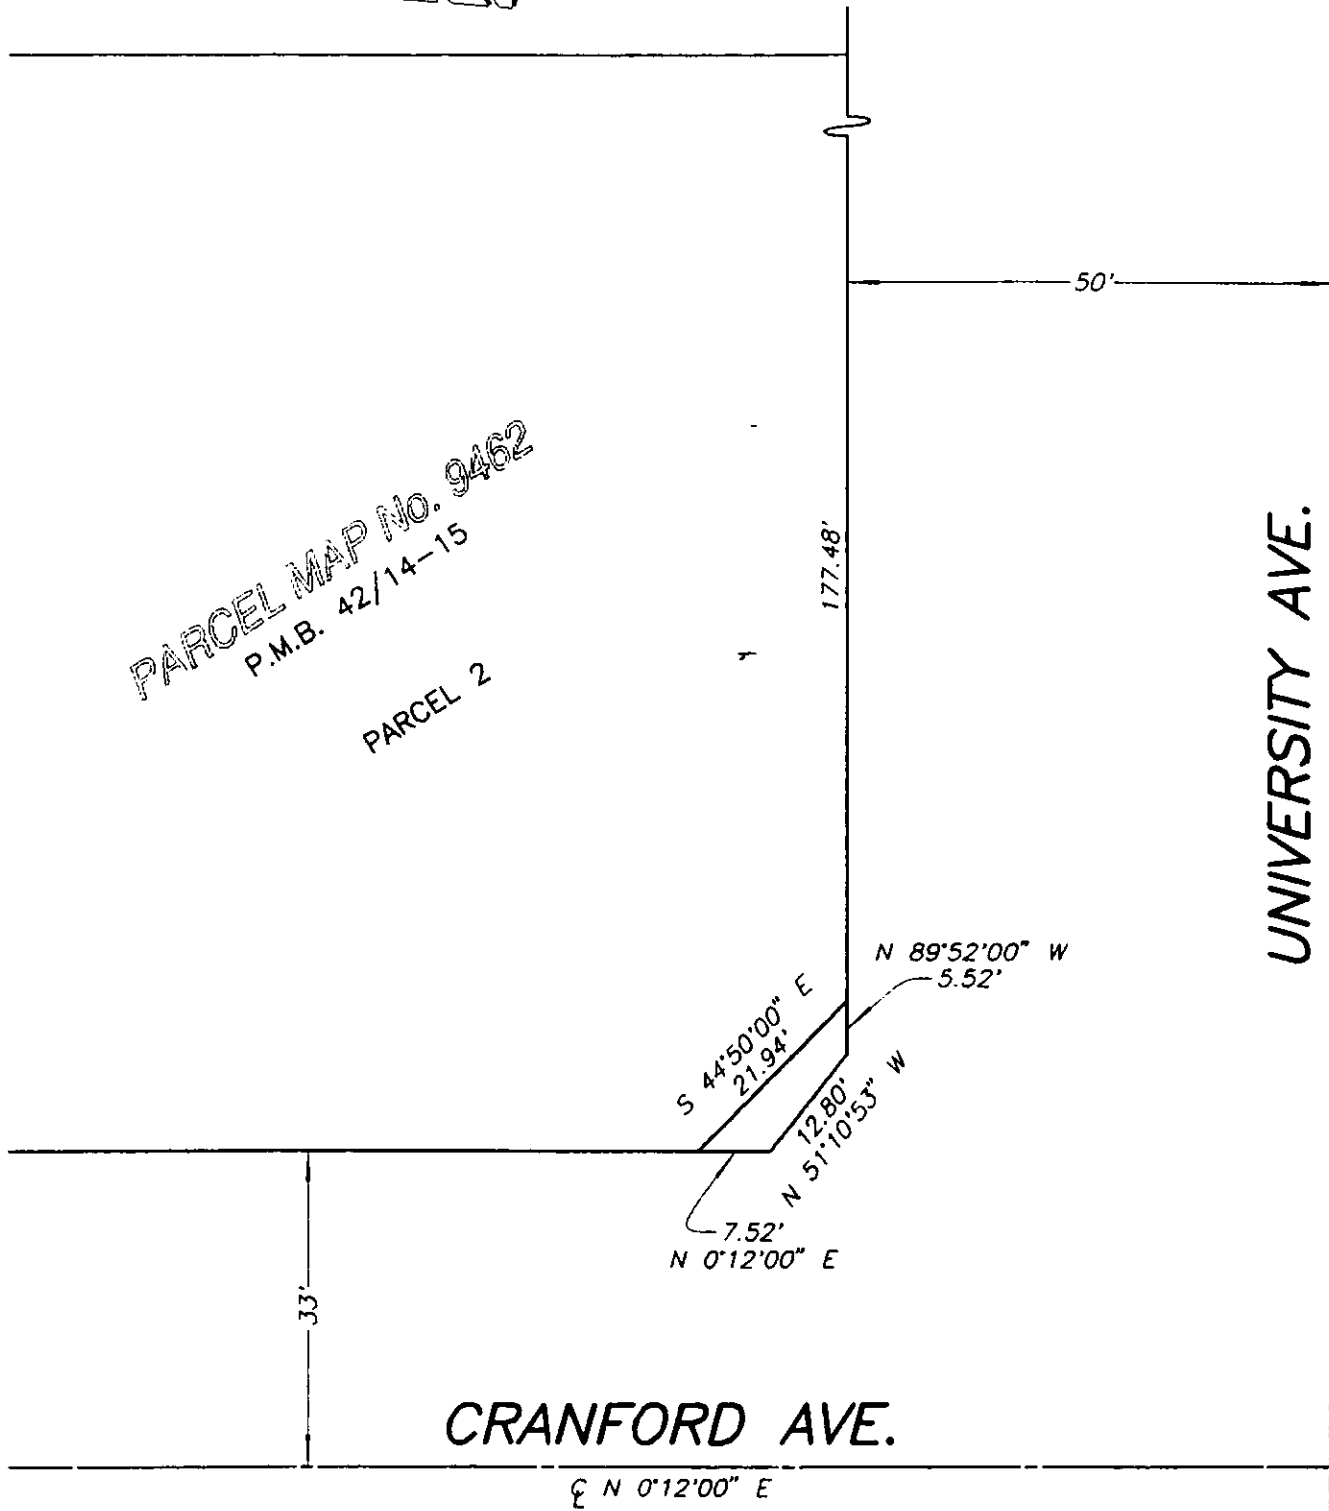 50'
177.48'
PARCEL MAP No. 9462
P.M.B. 42/14-15
PARCEL 2
UNIVERSITY AVE.
N 89°52'00" W
5.52'
S 44°50'00" E
21.94'
12.80'
N 51°10'53" W
7.52'
N 0°12'00" E
33'
CRANFORD AVE.
℄ N 0°12'00" E